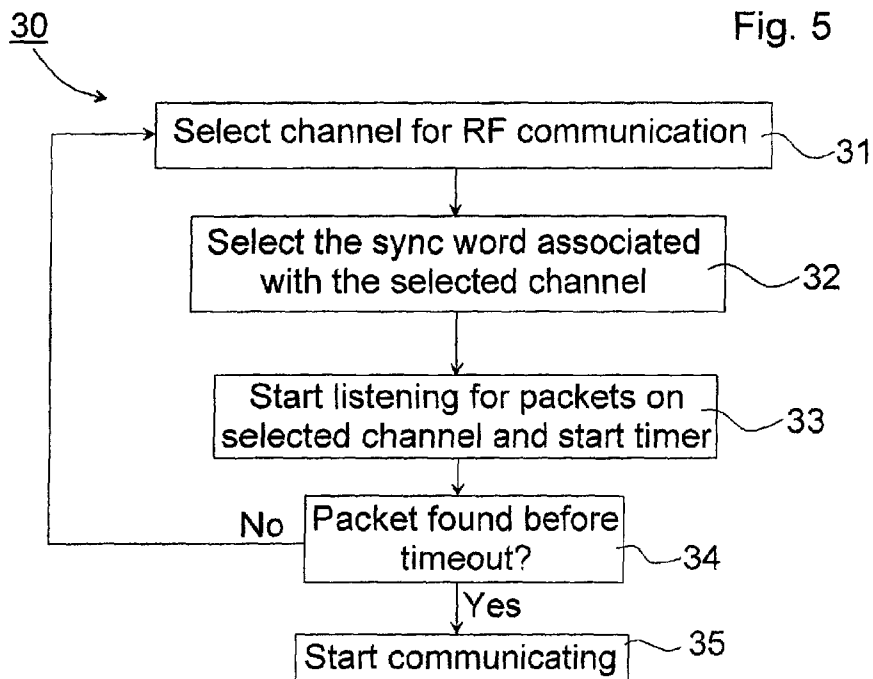 30
Fig. 5
Select channel for RF communication
31
Select the sync word associated
with the selected channel
32
Start listening for packets on
selected channel and start timer
33
No
Packet found before
timeout?
34
Yes
Start communicating
35